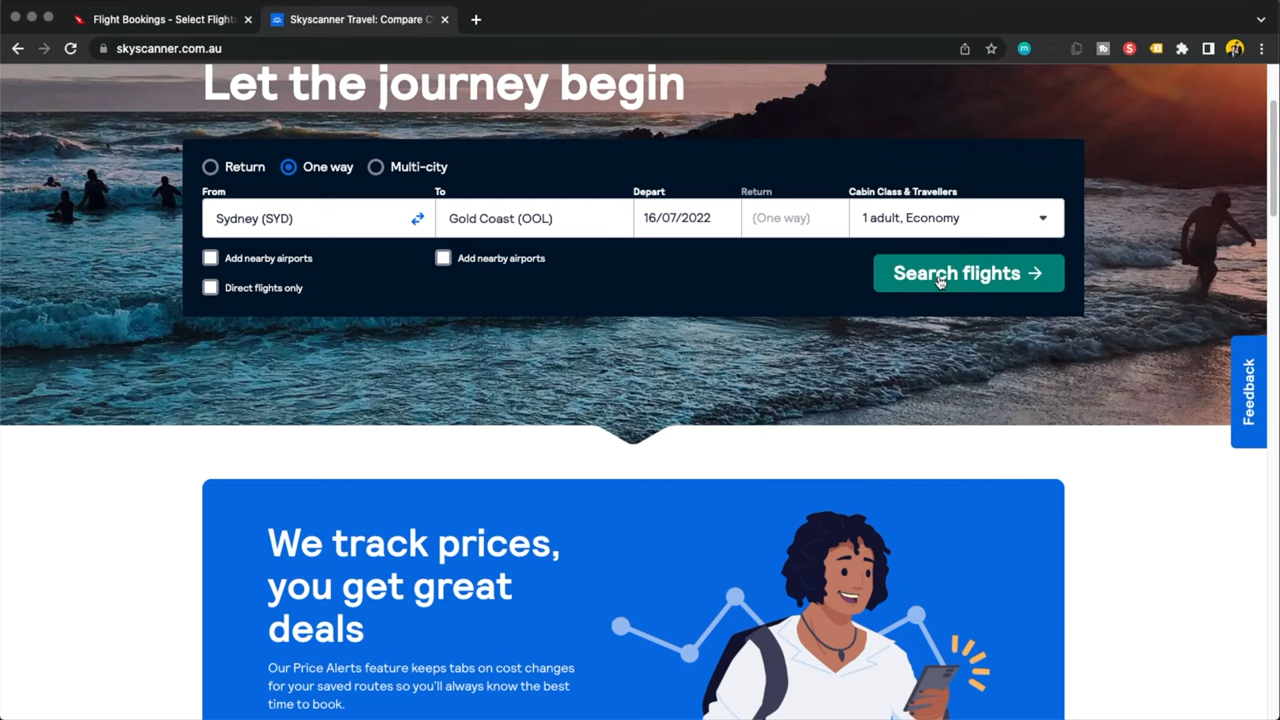 Flight Bookings - Select Flights
Skyscanner Travel: Compare C
skyscanner.com.au
Let the journey begin
Return One way Multi-city
From To Depart Return Cabin Class & Travellers
Sydney (SYD) Gold Coast (OOL) 16/07/2022 (One way) 1 adult, Economy
Add nearby airports Add nearby airports
Search flights →
Direct flights only
Feedback
We track prices,
you get great
deals
Our Price Alerts feature keeps tabs on cost changes
for your saved routes so you'll always know the best
time to book.